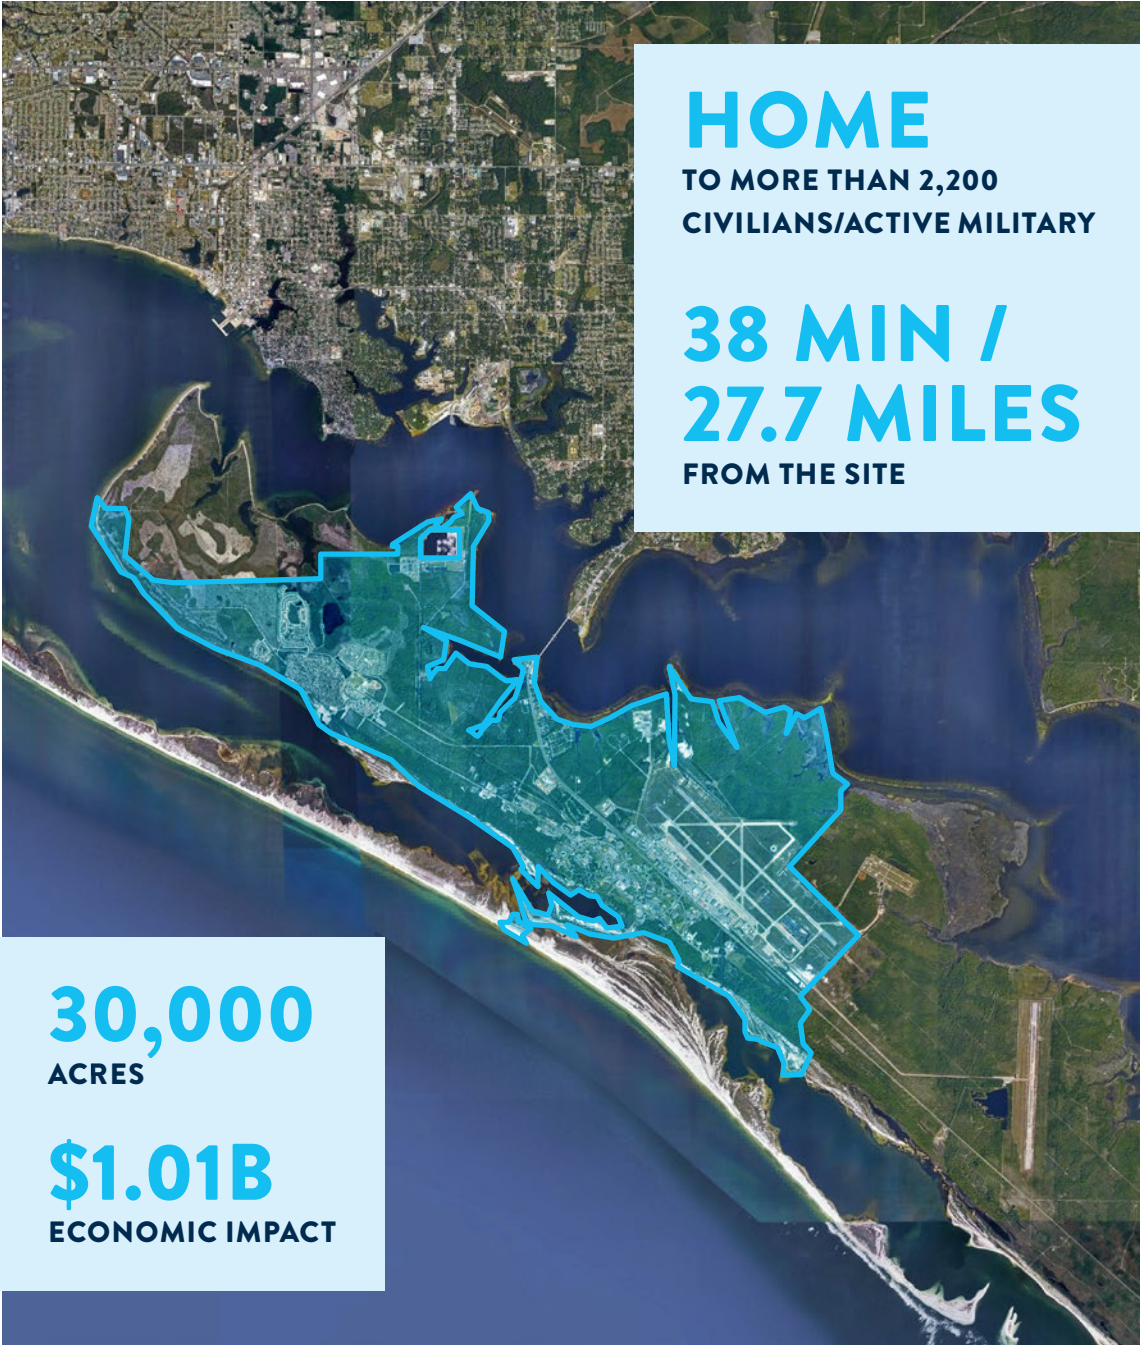 HOME
TO MORE THAN 2,200
CIVILIANS/ACTIVE MILITARY
38 MIN /
27.7 MILES
FROM THE SITE
30,000
ACRES
$1.01B
ECONOMIC IMPACT